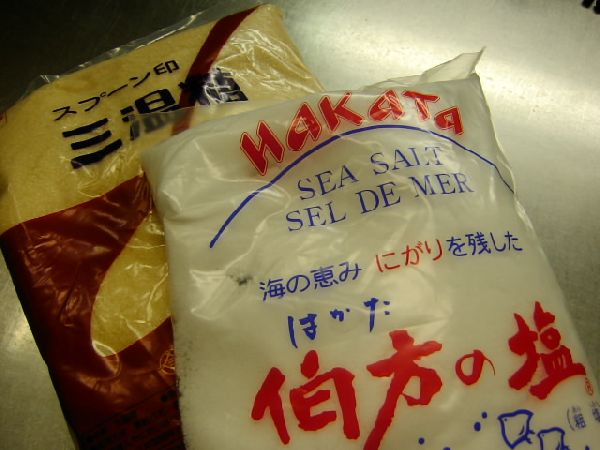 スプーン印
三温糖
HAKATA
SEA SALT
SEL DE MER
海の恵み にがりを残した
はかた
伯方の塩